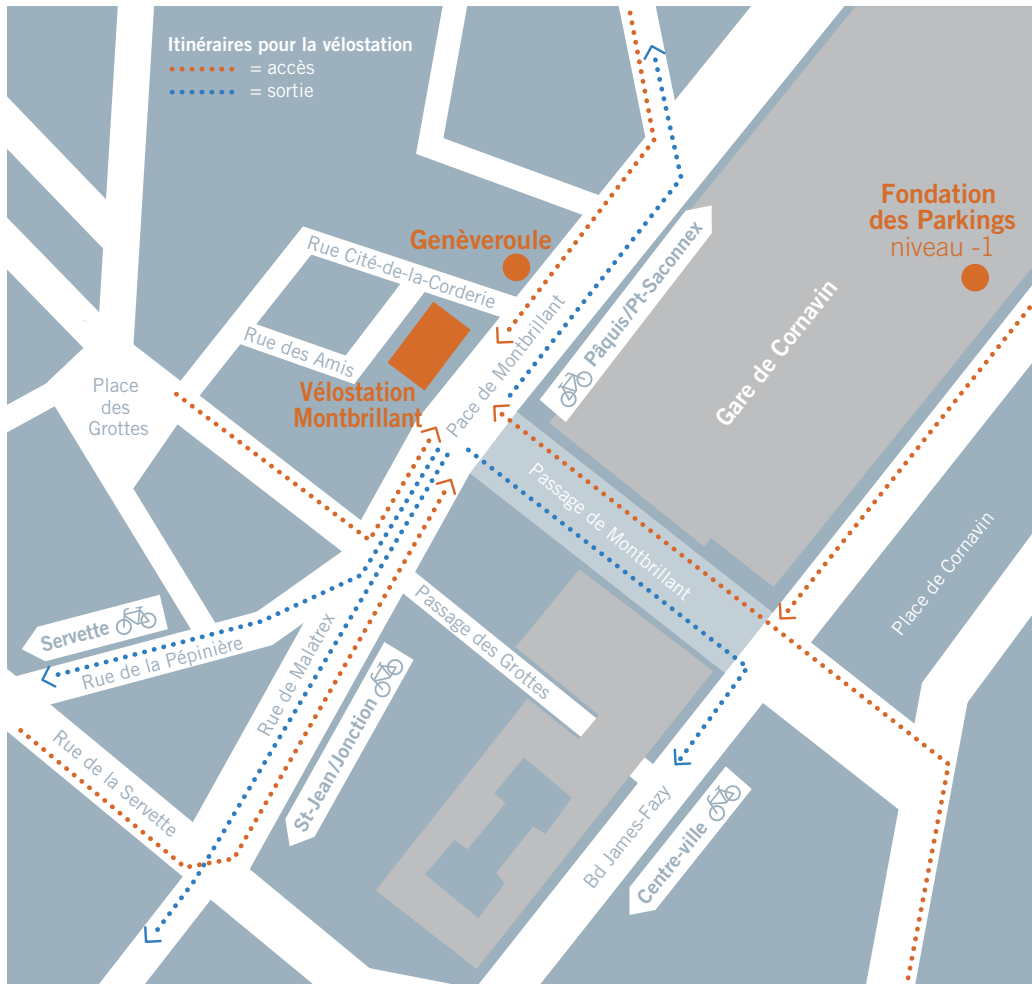 Itinéraires pour la vélostation
= accès
= sortie
Fondation
des Parkings
niveau -1
Genèveroule
Rue Cité-de-la-Corderie
Pâquis/Pt-Saconnex
Gare de Cornavin
Rue des Amis
Pace de Montbrillant
Place
des
Grottes
Vélostation
Montbrillant
Passage de Montbrillant
Place de Cornavin
Servette
Rue de la Pépinière
Passage des Grottes
Rue de Malatrex
St-Jean/Jonction
Rue de la Servette
Bd James-Fazy
Centre-ville